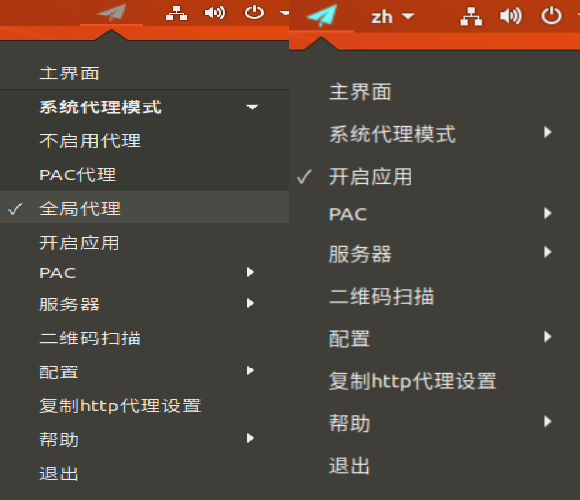 主界面
系统代理模式
不启用代理
PAC代理
全局代理
开启应用
PAC
服务器
二维码扫描
配置
复制http代理设置
帮助
退出
zh
主界面
系统代理模式
开启应用
PAC
服务器
二维码扫描
配置
复制http代理设置
帮助
退出